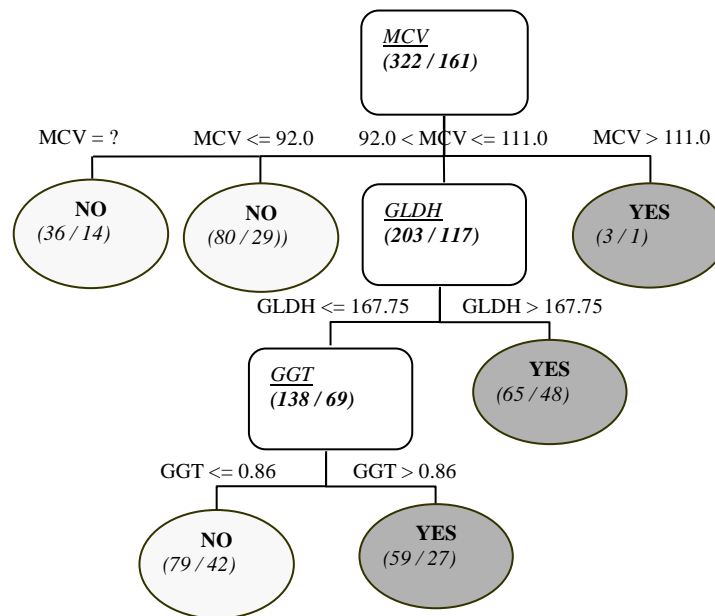 MCV
(322 / 161)
MCV = ?
MCV <= 92.0
92.0 < MCV <= 111.0
MCV > 111.0
NO
(36 / 14)
NO
(80 / 29))
GLDH
(203 / 117)
YES
(3 / 1)
GLDH <= 167.75
GLDH > 167.75
GGT
(138 / 69)
YES
(65 / 48)
GGT <= 0.86
GGT > 0.86
NO
(79 / 42)
YES
(59 / 27)